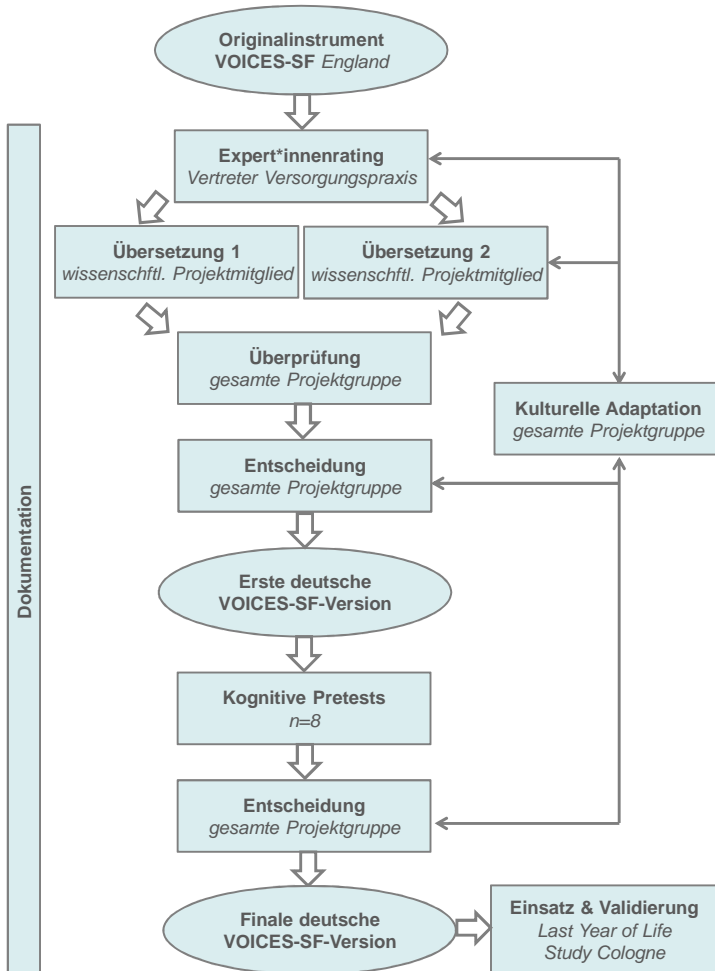 Originalinstrument
VOICES-SF England
Expert*innenrating
Vertreter Versorgungspraxis
Übersetzung 1
wissenschftl. Projektmitglied
Übersetzung 2
wissenschftl. Projektmitglied
Überprüfung
gesamte Projektgruppe
Kulturelle Adaptation
gesamte Projektgruppe
Entscheidung
gesamte Projektgruppe
Dokumentation
Erste deutsche
VOICES-SF-Version
Kognitive Pretests
n=8
Entscheidung
gesamte Projektgruppe
Finale deutsche
VOICES-SF-Version
Einsatz & Validierung
Last Year of Life
Study Cologne